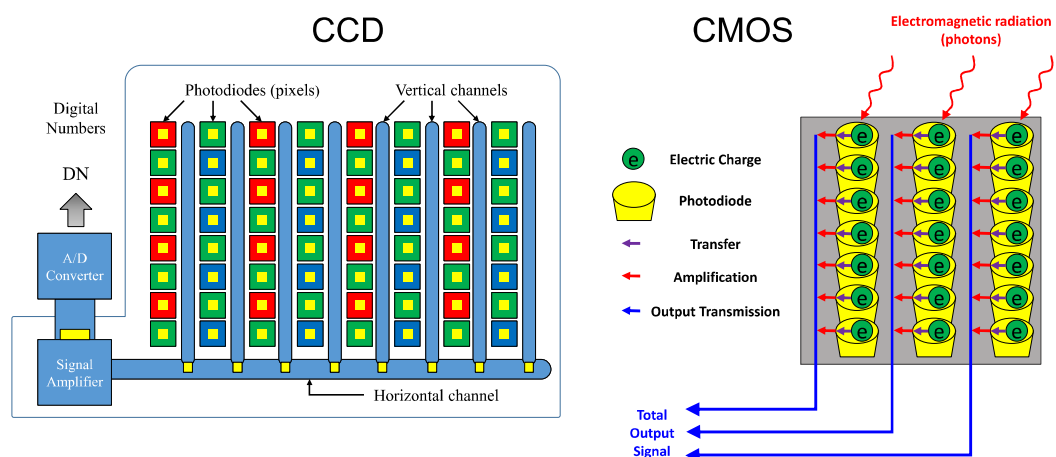 CCD
Photodiodes (pixels)
Vertical channels
Digital
Numbers
DN
A/D
Converter
Signal
Amplifier
Horizontal channel
CMOS
Electromagnetic radiation
(photons)
e Electric Charge
Photodiode
Transfer
Amplification
Output Transmission
e e e
e e e
e e e
e e e
e e e
e e e
e e e
Total
Output
Signal